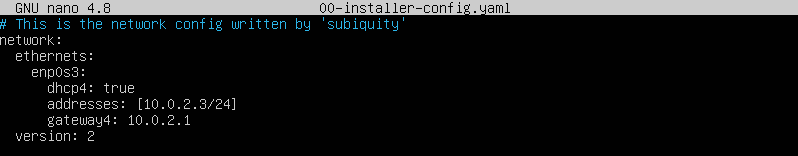 GNU nano 4.8 00-installer-config.yaml
# This is the network config written by 'subiquity'
network:
  ethernets:
    enp0s3:
      dhcp4: true
      addresses: [10.0.2.3/24]
      gateway4: 10.0.2.1
  version: 2